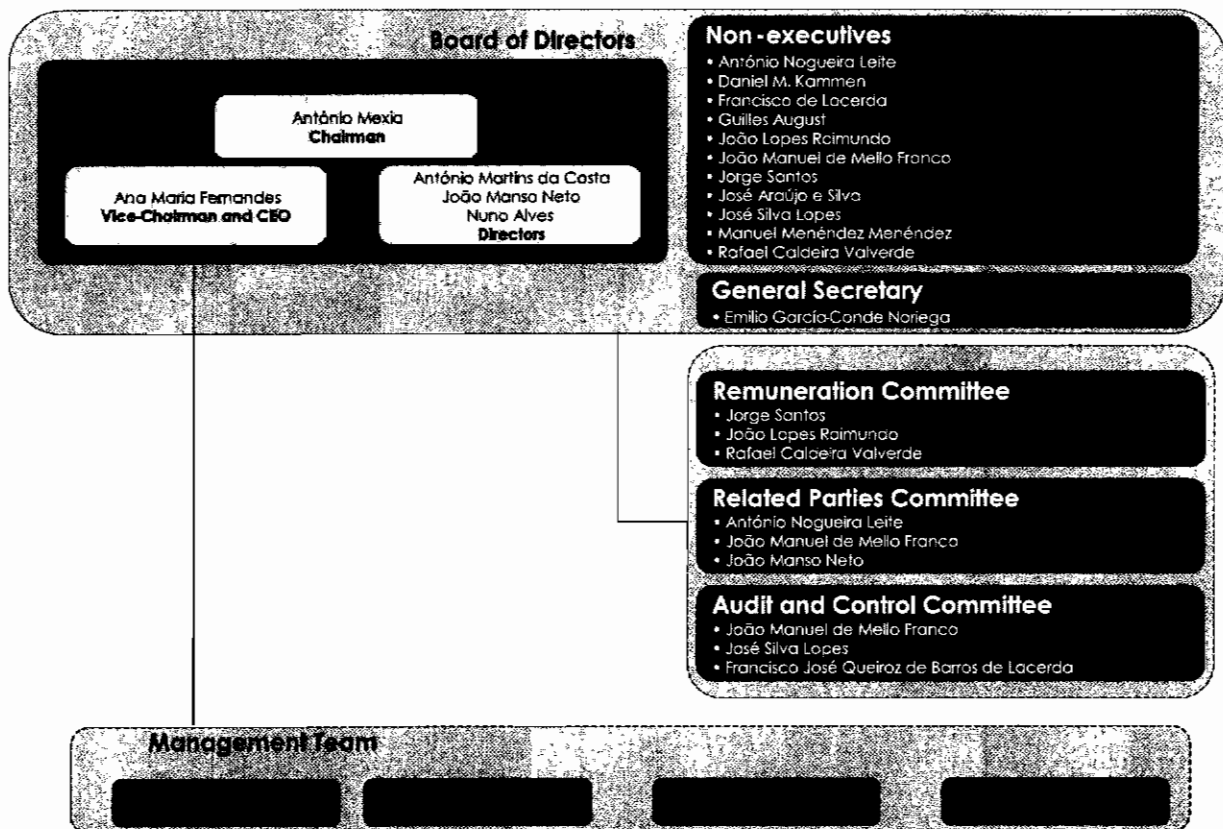 Board of Directors
António Mexia
Chairman
Ana Maria Fernandes
Vice-Chairman and CEO
António Martins da Costa
João Manso Neto
Nuno Alves
Directors
Non-executives
• António Nogueira Leite
• Daniel M. Kammen
• Francisco de Lacerda
• Guilles August
• João Lopes Raimundo
• João Manuel de Mello Franco
• Jorge Santos
• José Araújo e Silva
• José Silva Lopes
• Manuel Menéndez Menéndez
• Rafael Caldeira Valverde
General Secretary
• Emilio García-Conde Noriega
Remuneration Committee
• Jorge Santos
• João Lopes Raimundo
• Rafael Caldeira Valverde
Related Parties Committee
• António Nogueira Leite
• João Manuel de Mello Franco
• João Manso Neto
Audit and Control Committee
• João Manuel de Mello Franco
• José Silva Lopes
• Francisco José Queiroz de Barros de Lacerda
Management Team